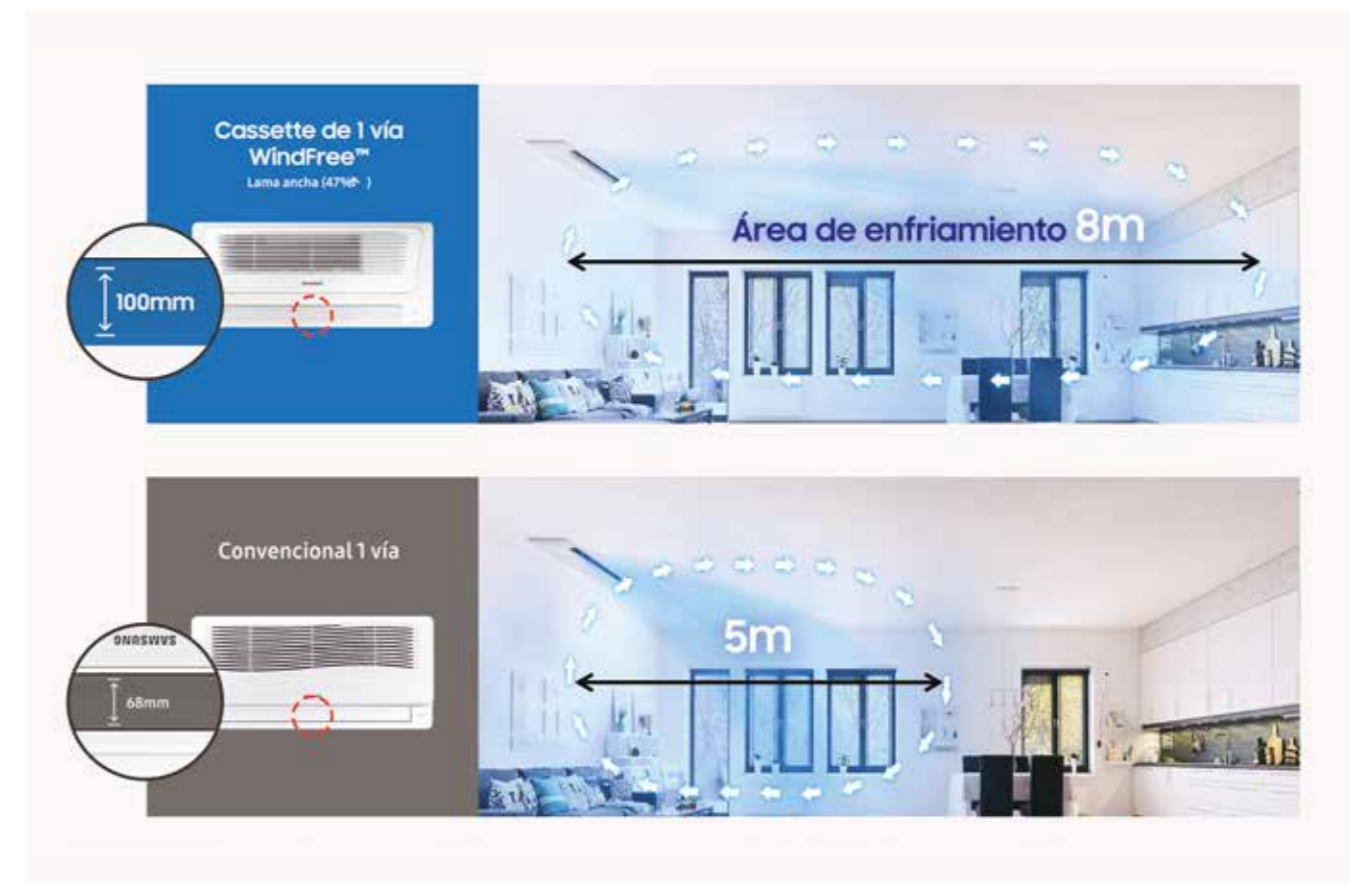 Cassette de 1 vía
WindFree™
Lama ancha (47%
100mm
Área de enfriamiento 8m
Convencional 1 vía
SAMSUNG
68mm
5m